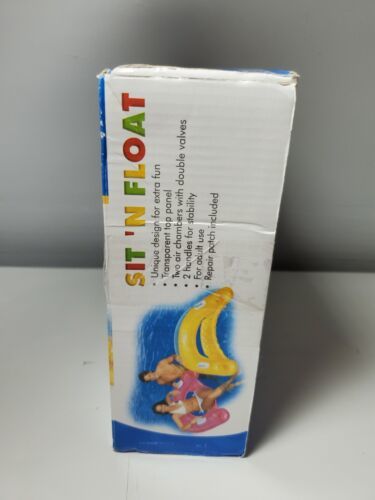 SIT 'N FLOAT
• Unique design for extra fun
• Transparent top panel
• Two air chambers with double valves
• 2 handles for stability
• For adult use
• Repair patch included